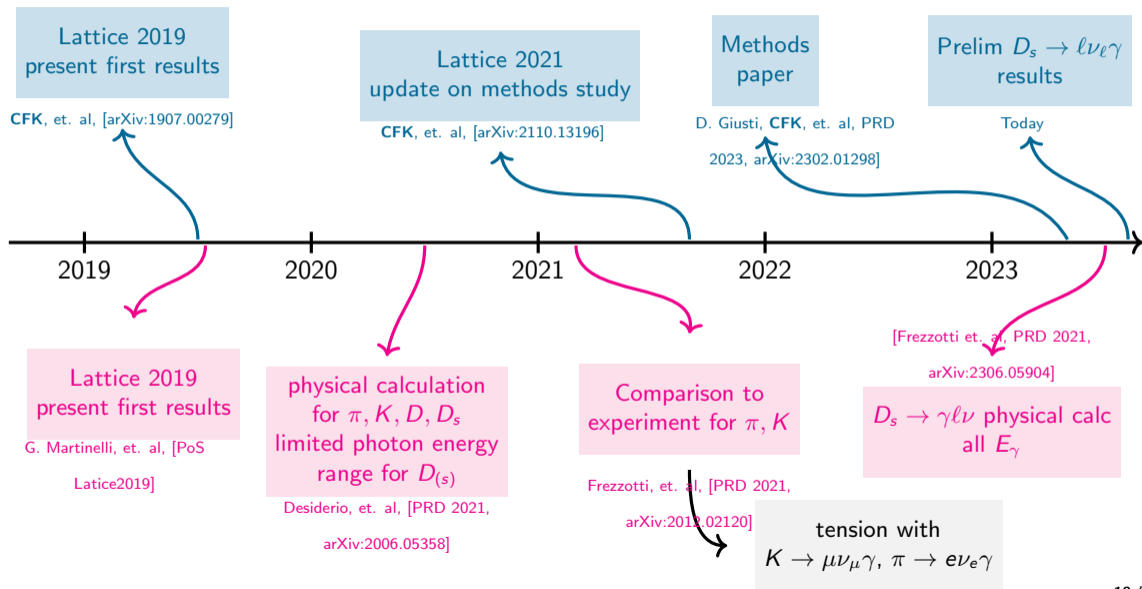 Lattice 2019
present first results
CFK, et. al, [arXiv:1907.00279]
Lattice 2021
update on methods study
CFK, et. al, [arXiv:2110.13196]
Methods
paper
D. Giusti, CFK, et. al, PRD
2023, arXiv:2302.01298]
Prelim Dₛ → ℓν_ℓγ
results
Today
2019
2020
2021
2022
2023
Lattice 2019
present first results
G. Martinelli, et. al, [PoS
Latice2019]
physical calculation
for π, K, D, Dₛ
limited photon energy
range for D₍ₛ₎
Desiderio, et. al, [PRD 2021,
arXiv:2006.05358]
Comparison to
experiment for π, K
Frezzotti, et. al, [PRD 2021,
arXiv:2012.02120]
tension with
K → μν_μγ, π → eν_eγ
[Frezzotti et. al, PRD 2021,
arXiv:2306.05904]
Dₛ → γℓν physical calc
all E_γ